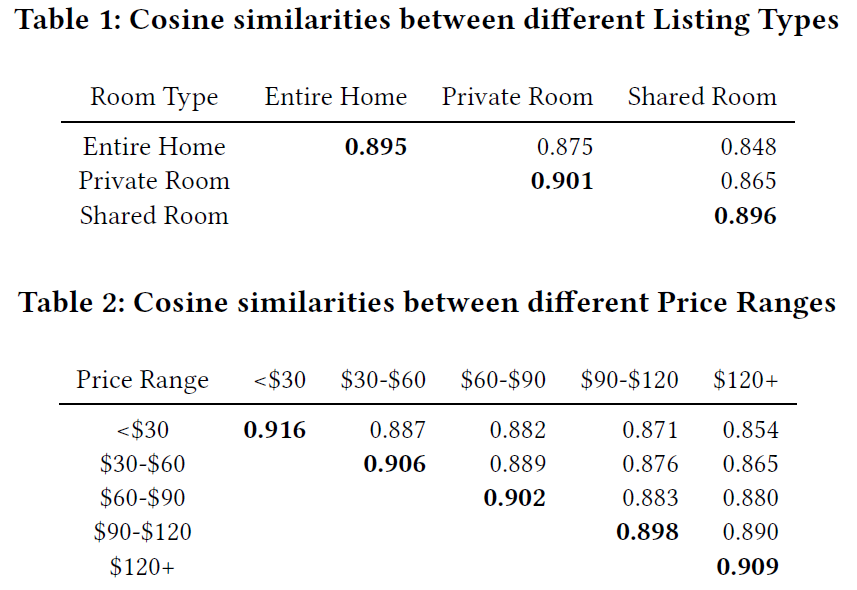 Table 1: Cosine similarities between different Listing Types
Room Type Entire Home Private Room Shared Room
Entire Home 0.895 0.875 0.848
Private Room 0.901 0.865
Shared Room 0.896
Table 2: Cosine similarities between different Price Ranges
Price Range <$30 $30-$60 $60-$90 $90-$120 $120+
<$30 0.916 0.887 0.882 0.871 0.854
$30-$60 0.906 0.889 0.876 0.865
$60-$90 0.902 0.883 0.880
$90-$120 0.898 0.890
$120+ 0.909